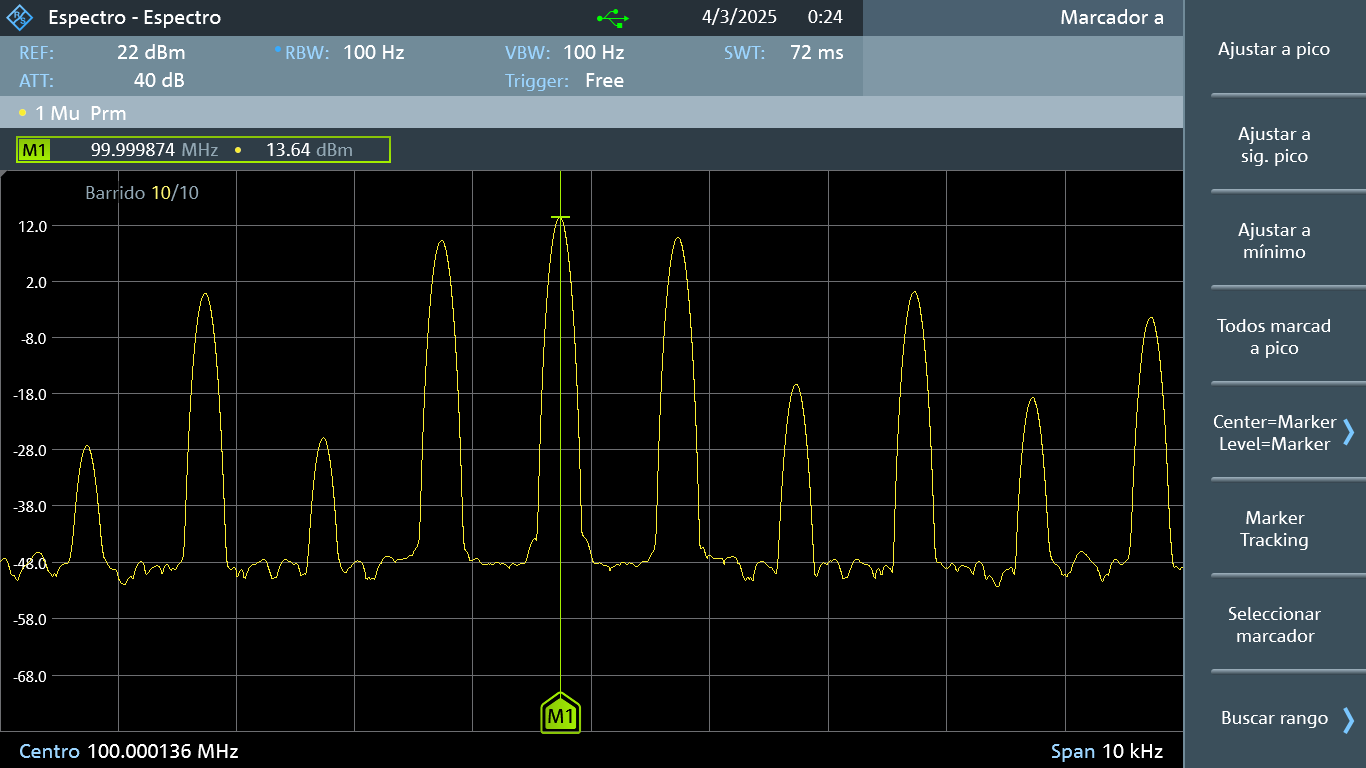 Espectro - Espectro 4/3/2025 0:24 Marcador a
REF: 22 dBm RBW: 100 Hz VBW: 100 Hz SWT: 72 ms
ATT: 40 dB Trigger: Free
1 Mu Prm
M1 99.999874 MHz 13.64 dBm
Barrido 10/10
12.0
2.0
-8.0
-18.0
-28.0
-38.0
-48.0
-58.0
-68.0
M1
Centro 100.000136 MHz Span 10 kHz
Ajustar a pico
Ajustar a
sig. pico
Ajustar a
mínimo
Todos marcad
a pico
Center=Marker
Level=Marker
Marker
Tracking
Seleccionar
marcador
Buscar rango